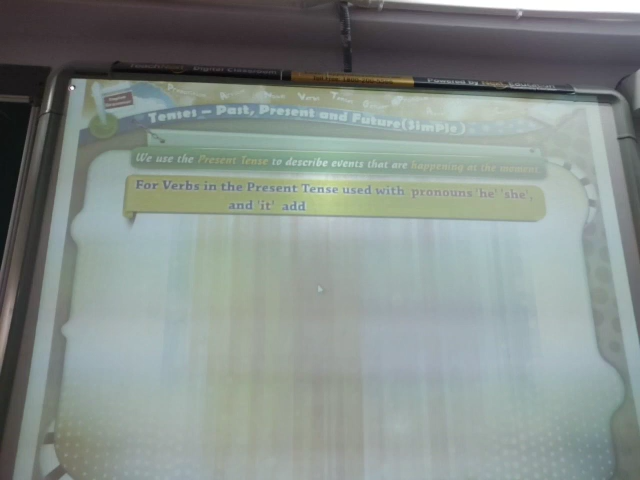 Tenses – Past, Present and Future(Simple)
We use the Present Tense to describe events that are happening at the moment.
For Verbs in the Present Tense used with pronouns 'he' 'she',
and 'it' add